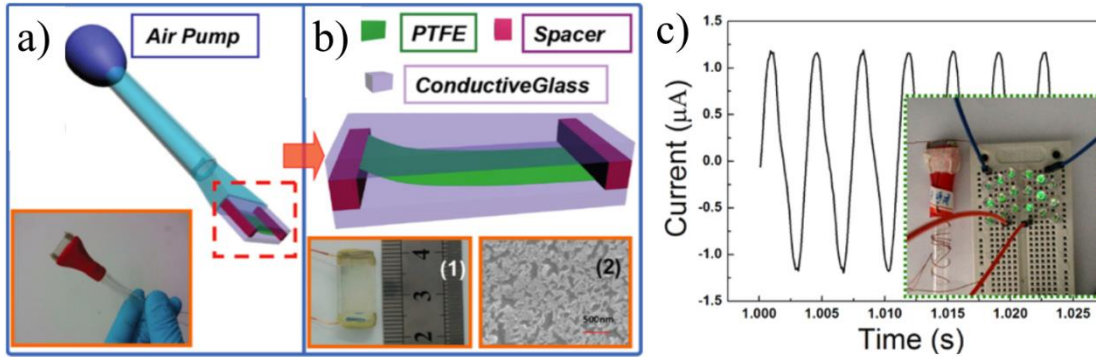 a)
Air Pump
b)
PTFE
Spacer
ConductiveGlass
(1)
4
3
2
(2)
500nm
c)
Current (μA)
1.5
1.0
0.5
0.0
-0.5
-1.0
-1.5
1.000
1.005
1.010
1.015
1.020
1.025
Time (s)